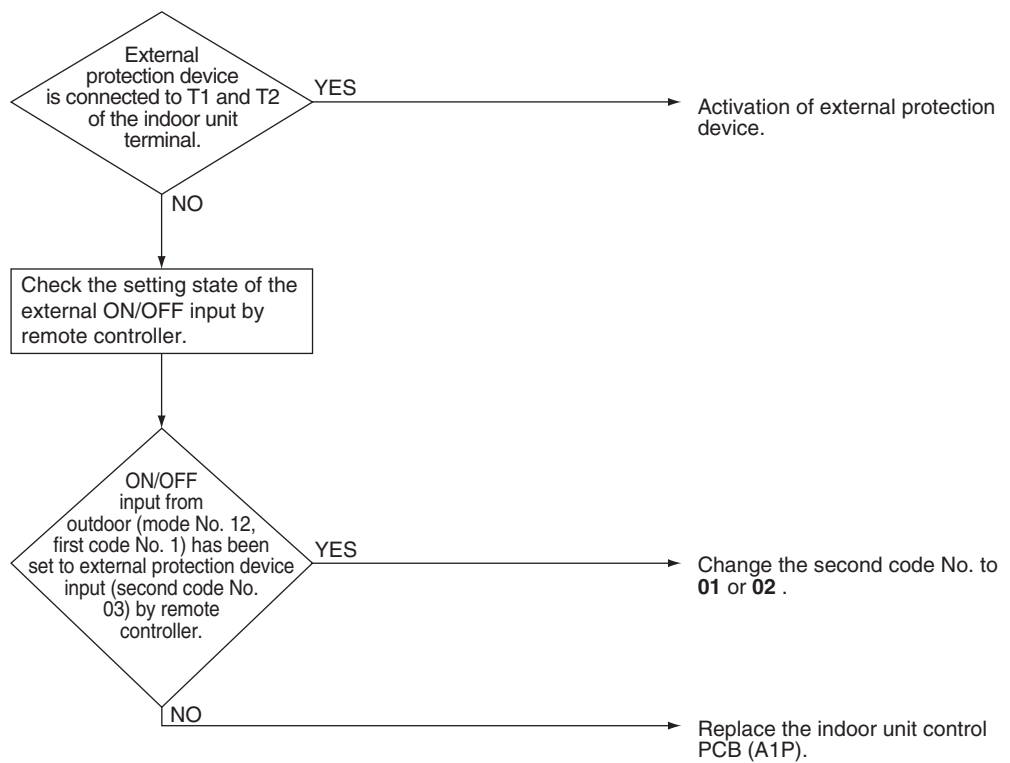 External
protection device
is connected to T1 and T2
of the indoor unit
terminal.
YES
Activation of external protection
device.
NO
Check the setting state of the
external ON/OFF input by
remote controller.
ON/OFF
input from
outdoor (mode No. 12,
first code No. 1) has been
set to external protection device
input (second code No.
03) by remote
controller.
YES
Change the second code No. to
01 or 02 .
NO
Replace the indoor unit control
PCB (A1P).